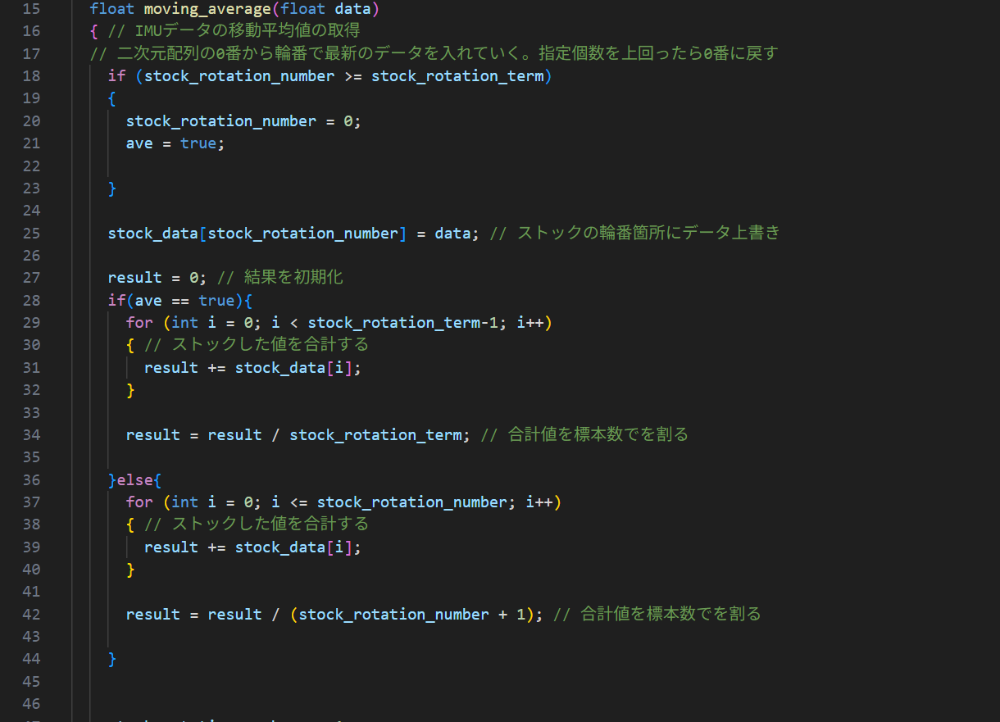 15 float moving_average(float data)
16 { // IMUデータの移動平均値の取得
17 // 二次元配列の0番から輪番で最新のデータを入れていく。指定個数を上回ったら0番に戻す
18 if (stock_rotation_number >= stock_rotation_term)
19 {
20 stock_rotation_number = 0;
21 ave = true;
22
23 }
24
25 stock_data[stock_rotation_number] = data; // ストックの輪番箇所にデータ上書き
26
27 result = 0; // 結果を初期化
28 if(ave == true){
29 for (int i = 0; i < stock_rotation_term-1; i++)
30 { // ストックした値を合計する
31 result += stock_data[i];
32 }
33
34 result = result / stock_rotation_term; // 合計値を標本数でを割る
35
36 }else{
37 for (int i = 0; i <= stock_rotation_number; i++)
38 { // ストックした値を合計する
39 result += stock_data[i];
40 }
41
42 result = result / (stock_rotation_number + 1); // 合計値を標本数でを割る
43
44 }
45
46